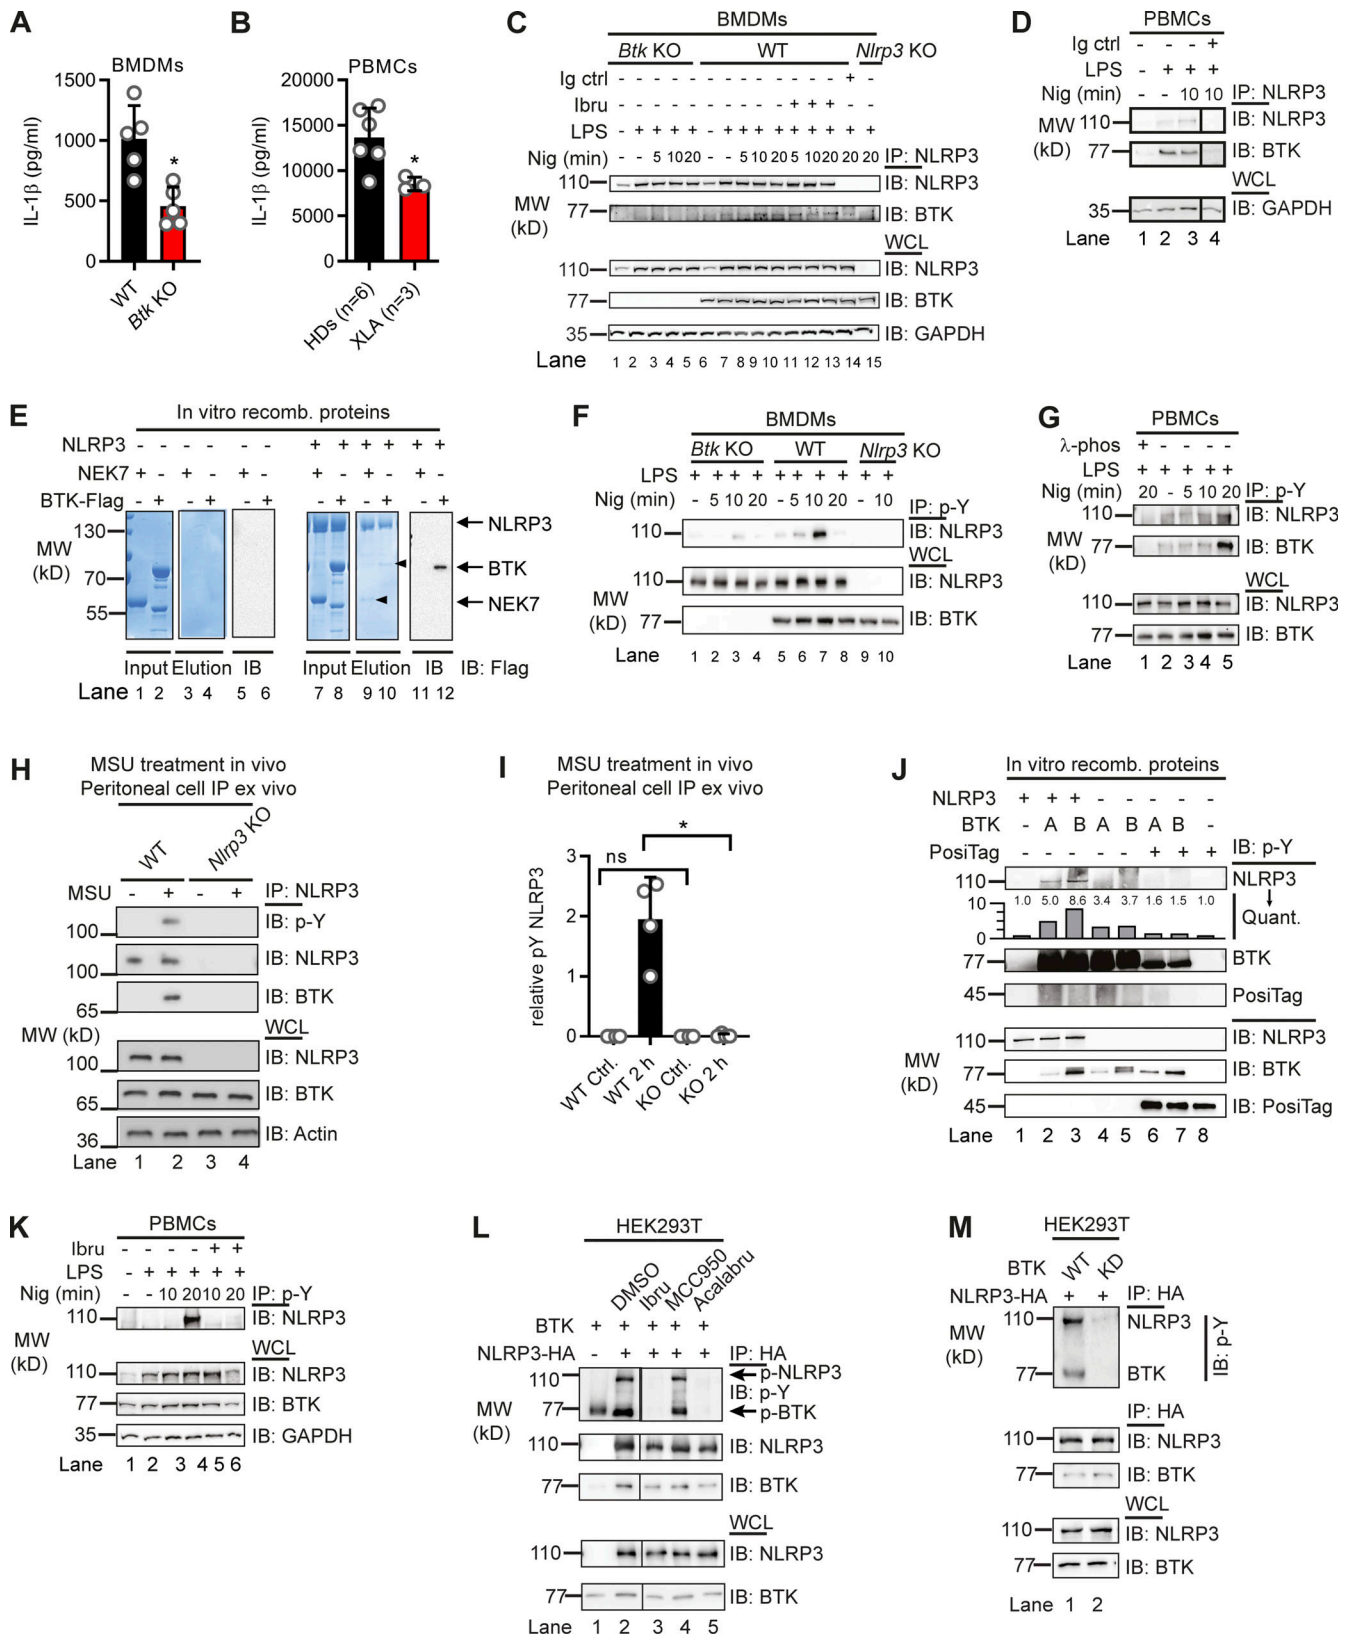 A
BMDMs
1500
1000
500
0
IL-1β (pg/ml)
*
WT
Btk KO
B
PBMCs
20000
15000
10000
5000
0
IL-1β (pg/ml)
*
HDs (n=6)
XLA (n=3)
C
BMDMs
Btk KO WT Nlrp3 KO
Ig ctrl - - - - - - - - - - - - - + -
Ibru - - - - - - - - - - + + + - -
LPS - + + + + - + + + + + + + + +
Nig (min) - - 5 10 20 - - 5 10 20 5 10 20 20 20 IP: NLRP3
110 IB: NLRP3
77 IB: BTK
MW (kD)
WCL
110 IB: NLRP3
77 IB: BTK
35 IB: GAPDH
Lane 1 2 3 4 5 6 7 8 9 10 11 12 13 14 15
D
PBMCs
Ig ctrl - - - +
LPS - + + +
Nig (min) - - 10 10 IP: NLRP3
MW (kD)
110 IB: NLRP3
77 IB: BTK
WCL
35 IB: GAPDH
Lane 1 2 3 4
E
In vitro recomb. proteins
NLRP3 - - - - - - + + + + + +
NEK7 + - + - + - + - + - + -
BTK-Flag - + - + - + - + - + - +
MW (kD)
130
70
55
NLRP3
BTK
NEK7
Input Elution IB Input Elution IB IB: Flag
Lane 1 2 3 4 5 6 7 8 9 10 11 12
F
BMDMs
Btk KO WT Nlrp3 KO
LPS + + + + + + + + + +
Nig (min) - 5 10 20 - 5 10 20 - 10 IP: p-Y
110 IB: NLRP3
WCL
110 IB: NLRP3
MW (kD)
77 IB: BTK
Lane 1 2 3 4 5 6 7 8 9 10
G
PBMCs
λ-phos + - - - -
LPS + + + + +
Nig (min) 20 - 5 10 20 IP: p-Y
110 IB: NLRP3
MW (kD)
77 IB: BTK
WCL
110 IB: NLRP3
77 IB: BTK
Lane 1 2 3 4 5
H
MSU treatment in vivo
Peritoneal cell IP ex vivo
WT Nlrp3 KO
MSU - + - + IP: NLRP3
100 IB: p-Y
100 IB: NLRP3
65 IB: BTK
MW (kD) WCL
100 IB: NLRP3
65 IB: BTK
36 IB: Actin
Lane 1 2 3 4
I
MSU treatment in vivo
Peritoneal cell IP ex vivo
*
ns
3
2
1
0
relative pY NLRP3
WT Ctrl.
WT 2 h
KO Ctrl.
KO 2 h
J
In vitro recomb. proteins
NLRP3 + + + - - - - -
BTK - A B A B A B -
PosiTag - - - - - + + + IB: p-Y
110 NLRP3
1.0 5.0 8.6 3.4 3.7 1.6 1.5 1.0
10
5
0
Quant.
77 BTK
45 PosiTag
110 IB: NLRP3
MW (kD)
77 IB: BTK
45 IB: PosiTag
Lane 1 2 3 4 5 6 7 8
K
PBMCs
Ibru - - - - + +
LPS - + + + + +
Nig (min) - - 10 20 10 20 IP: p-Y
110 IB: NLRP3
MW (kD)
WCL
110 IB: NLRP3
77 IB: BTK
35 IB: GAPDH
Lane 1 2 3 4 5 6
L
HEK293T
DMSO
Ibru
MCC950
Acalabru
BTK + + + + +
NLRP3-HA - + + + + IP: HA
110 p-NLRP3
IB: p-Y
77 p-BTK
MW (kD)
110 IB: NLRP3
77 IB: BTK
WCL
110 IB: NLRP3
77 IB: BTK
Lane 1 2 3 4 5
M
HEK293T
BTK WT KD
NLRP3-HA + + IP: HA
110 NLRP3
MW (kD)
77 BTK
IB: p-Y
IP: HA
110 IB: NLRP3
77 IB: BTK
WCL
110 IB: NLRP3
77 IB: BTK
Lane 1 2